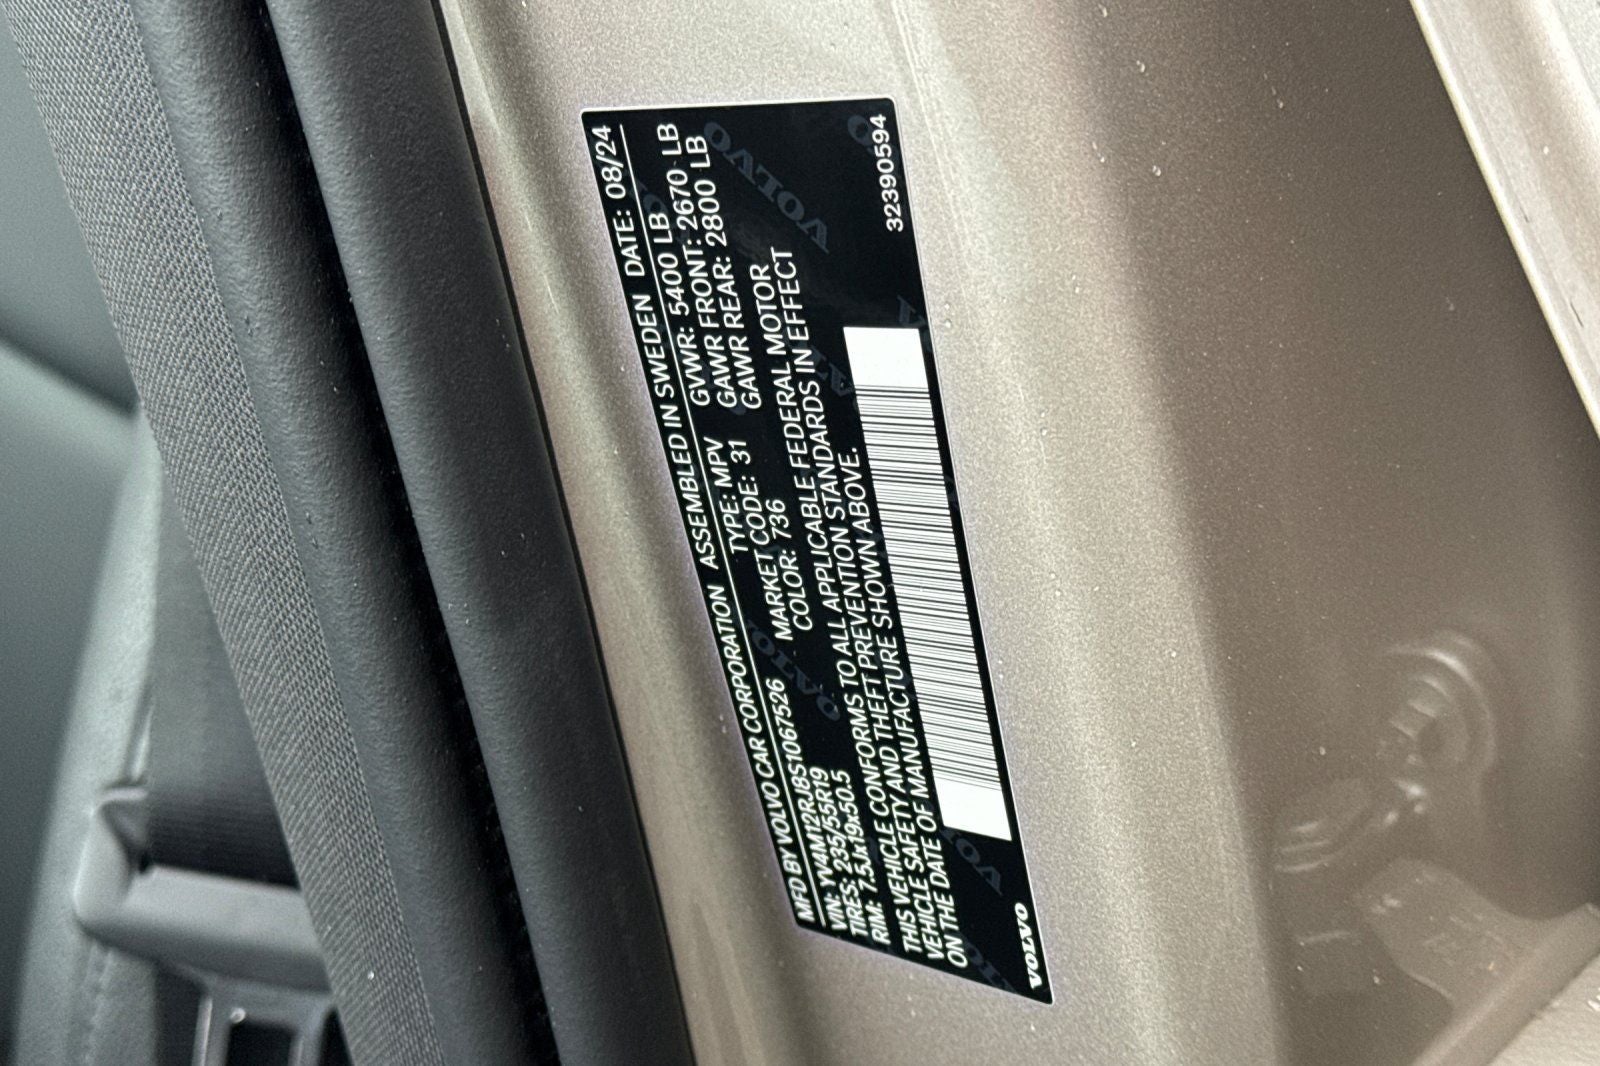 MFD BY VOLVO CAR CORPORATION ASSEMBLED IN SWEDEN DATE: 08/24
VIN: YV4M12RJ8S1067526 TYPE: MPV GVWR: 5400 LB
TIRES: 235/55R19 MARKET CODE: 31 GAWR FRONT: 2670 LB
RIM: 7.5Jx19x50.5 COLOR: 736 GAWR REAR: 2800 LB
THIS VEHICLE CONFORMS TO ALL APPLICABLE FEDERAL MOTOR
VEHICLE SAFETY AND THEFT PREVENTION STANDARDS IN EFFECT
ON THE DATE OF MANUFACTURE SHOWN ABOVE.
VOLVO
32390594